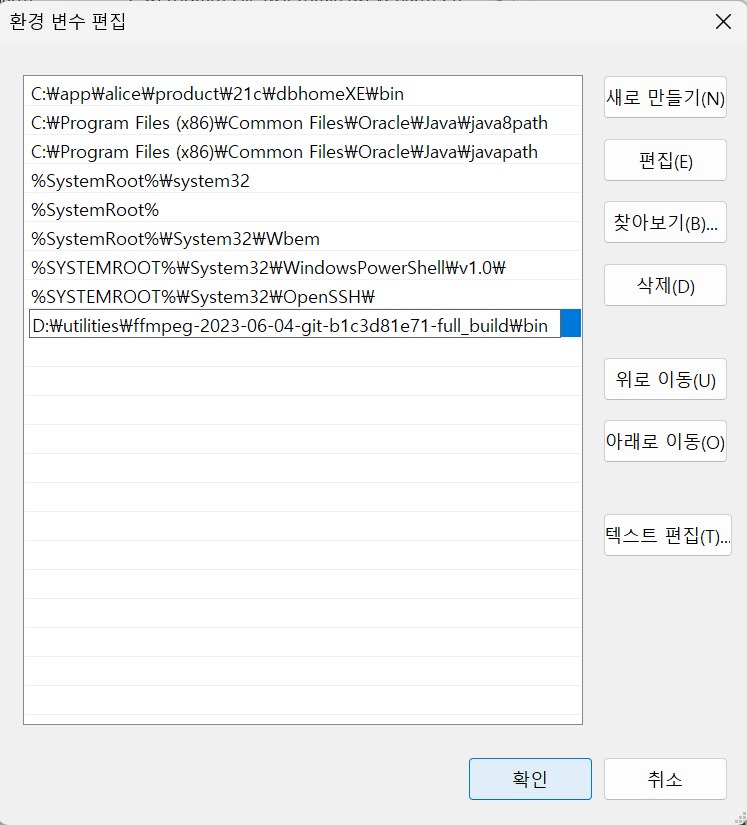 환경 변수 편집
C:₩app₩alice₩product₩21c₩dbhomeXE₩bin
C:₩Program Files (x86)₩Common Files₩Oracle₩Java₩java8path
C:₩Program Files (x86)₩Common Files₩Oracle₩Java₩javapath
%SystemRoot%₩system32
%SystemRoot%
%SystemRoot%₩System32₩Wbem
%SYSTEMROOT%₩System32₩WindowsPowerShell₩v1.0₩
%SYSTEMROOT%₩System32₩OpenSSH₩
D:₩utilities₩ffmpeg-2023-06-04-git-b1c3d81e71-full_build₩bin
새로 만들기(N)
편집(E)
찾아보기(B)...
삭제(D)
위로 이동(U)
아래로 이동(O)
텍스트 편집(T)...
확인
취소